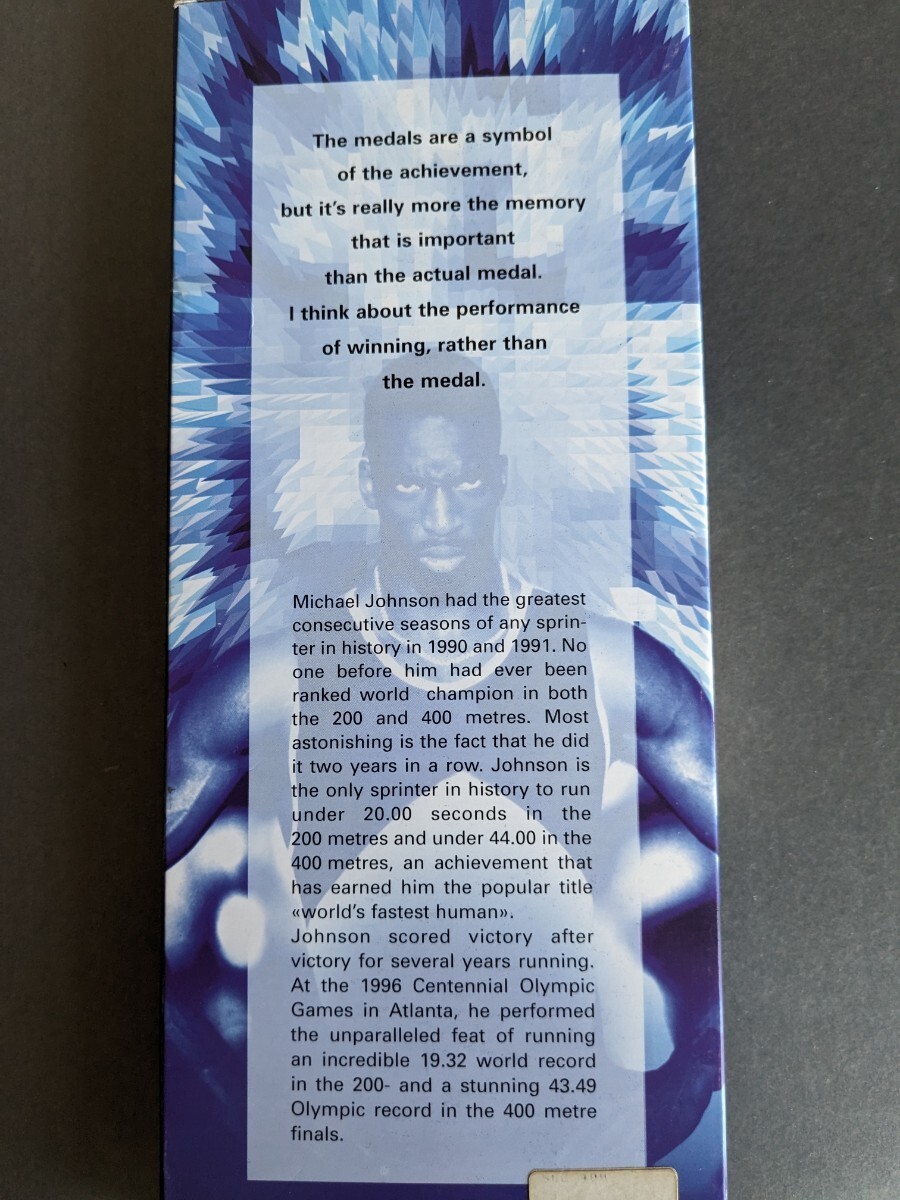 The medals are a symbol
of the achievement,
but it's really more the memory
that is important
than the actual medal.
I think about the performance
of winning, rather than
the medal.
Michael Johnson had the greatest
consecutive seasons of any sprin-
ter in history in 1990 and 1991. No
one before him had ever been
ranked world champion in both
the 200 and 400 metres. Most
astonishing is the fact that he did
it two years in a row. Johnson is
the only sprinter in history to run
under 20.00 seconds in the
200 metres and under 44.00 in the
400 metres, an achievement that
has earned him the popular title
«world's fastest human».
Johnson scored victory after
victory for several years running.
At the 1996 Centennial Olympic
Games in Atlanta, he performed
the unparalleled feat of running
an incredible 19.32 world record
in the 200- and a stunning 43.49
Olympic record in the 400 metre
finals.